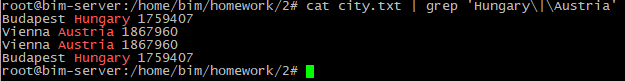 root@bim-server:/home/bim/homework/2# cat city.txt | grep 'Hungary\|\Austria'
Budapest Hungary 1759407
Vienna Austria 1867960
Vienna Austria 1867960
Budapest Hungary 1759407
root@bim-server:/home/bim/homework/2#